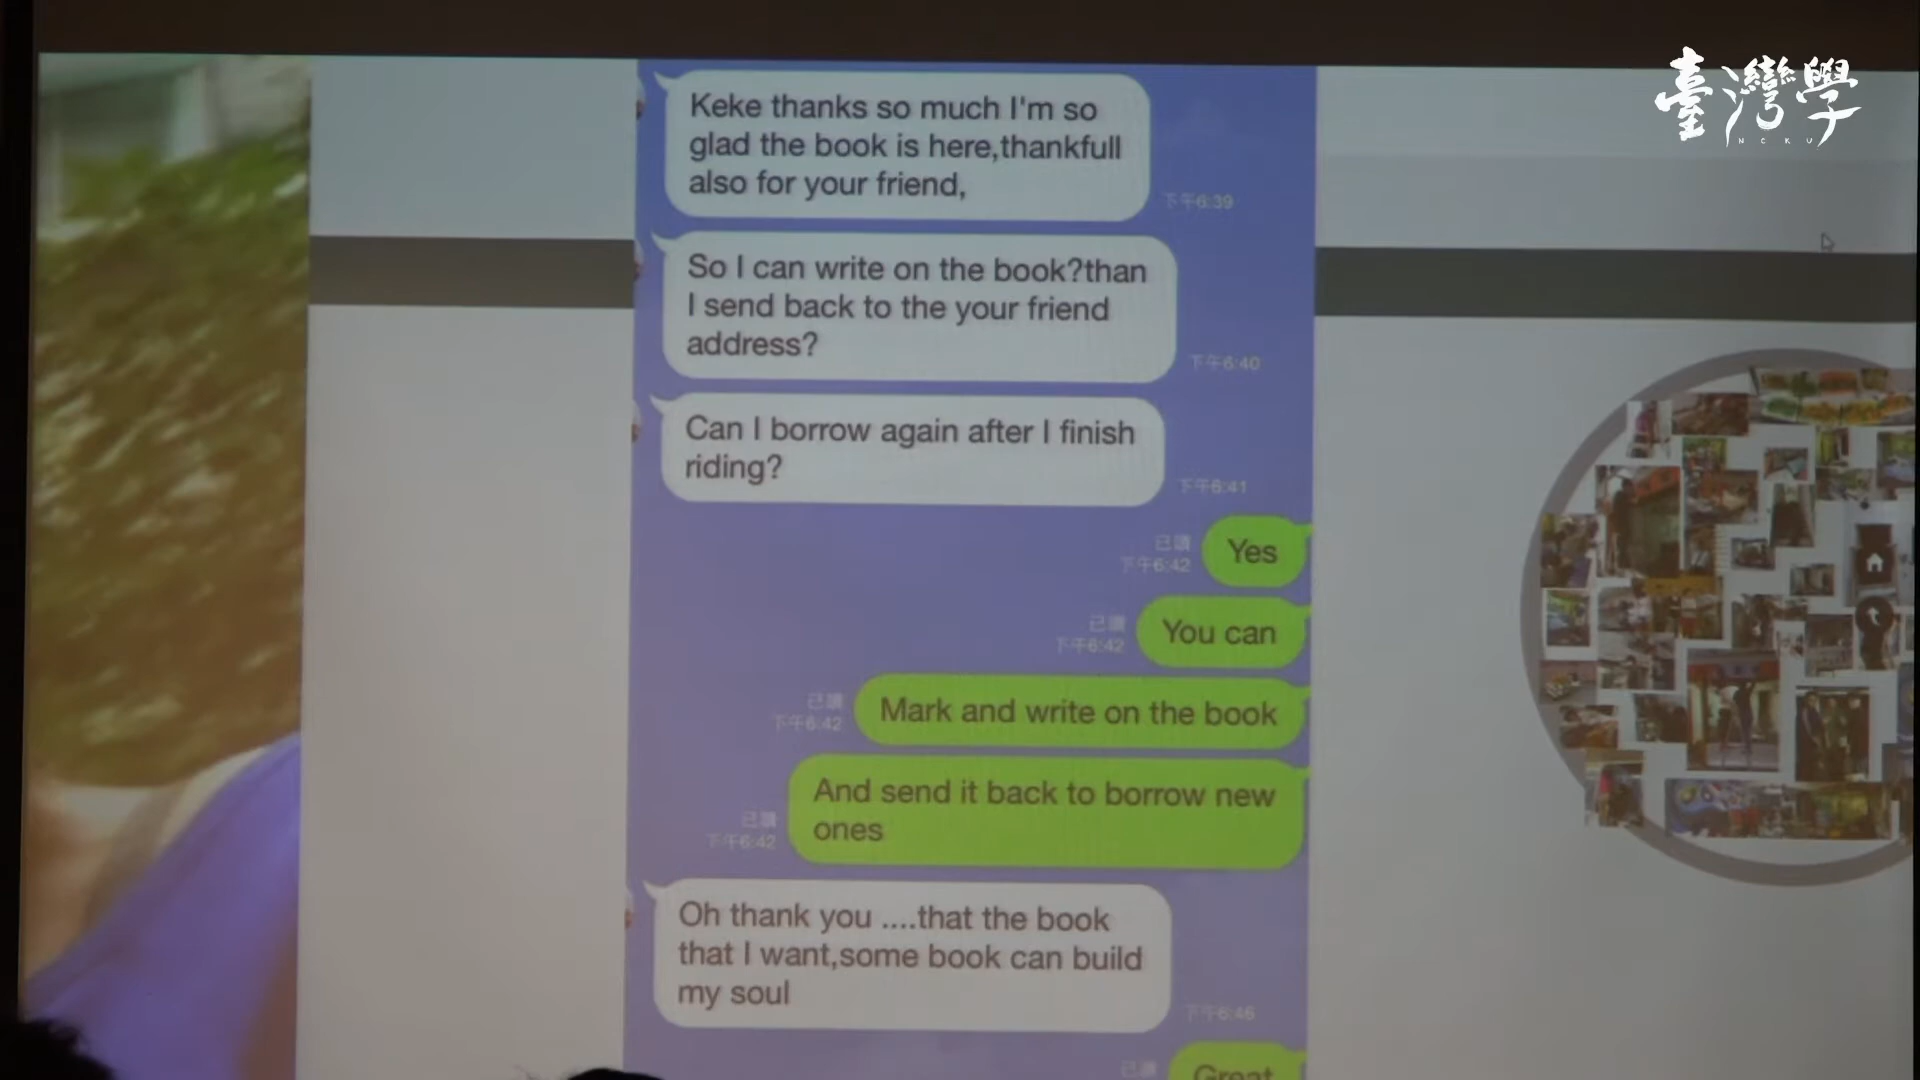 臺灣學
NCKU
Keke thanks so much I'm so
glad the book is here,thankfull
also for your friend,
下午6:39
So I can write on the book?than
I send back to the your friend
address?
下午6:40
Can I borrow again after I finish
riding?
下午6:41
Yes
已讀
下午6:42
You can
已讀
下午6:42
Mark and write on the book
已讀
下午6:42
And send it back to borrow new
ones
已讀
下午6:42
Oh thank you ....that the book
that I want,some book can build
my soul
下午6:46
已讀
Great